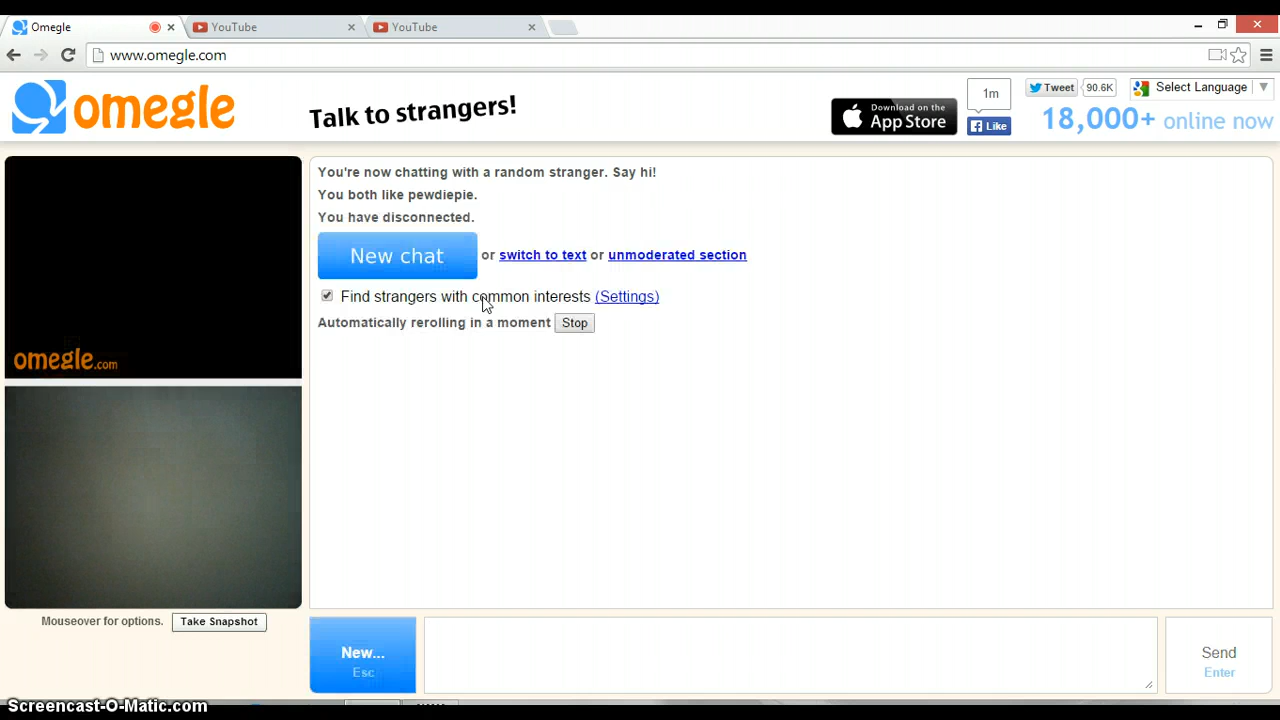 Omegle
YouTube
YouTube
www.omegle.com
omegle
Talk to strangers!
Download on the
App Store
1m
Like
Tweet
90.6K
Select Language
18,000+ online now
You're now chatting with a random stranger. Say hi!
You both like pewdiepie.
You have disconnected.
New chat or switch to text or unmoderated section
Find strangers with common interests (Settings)
Automatically rerolling in a moment Stop
omegle.com
Mouseover for options. Take Snapshot
New...
Esc
Send
Enter
Screencast-O-Matic.com